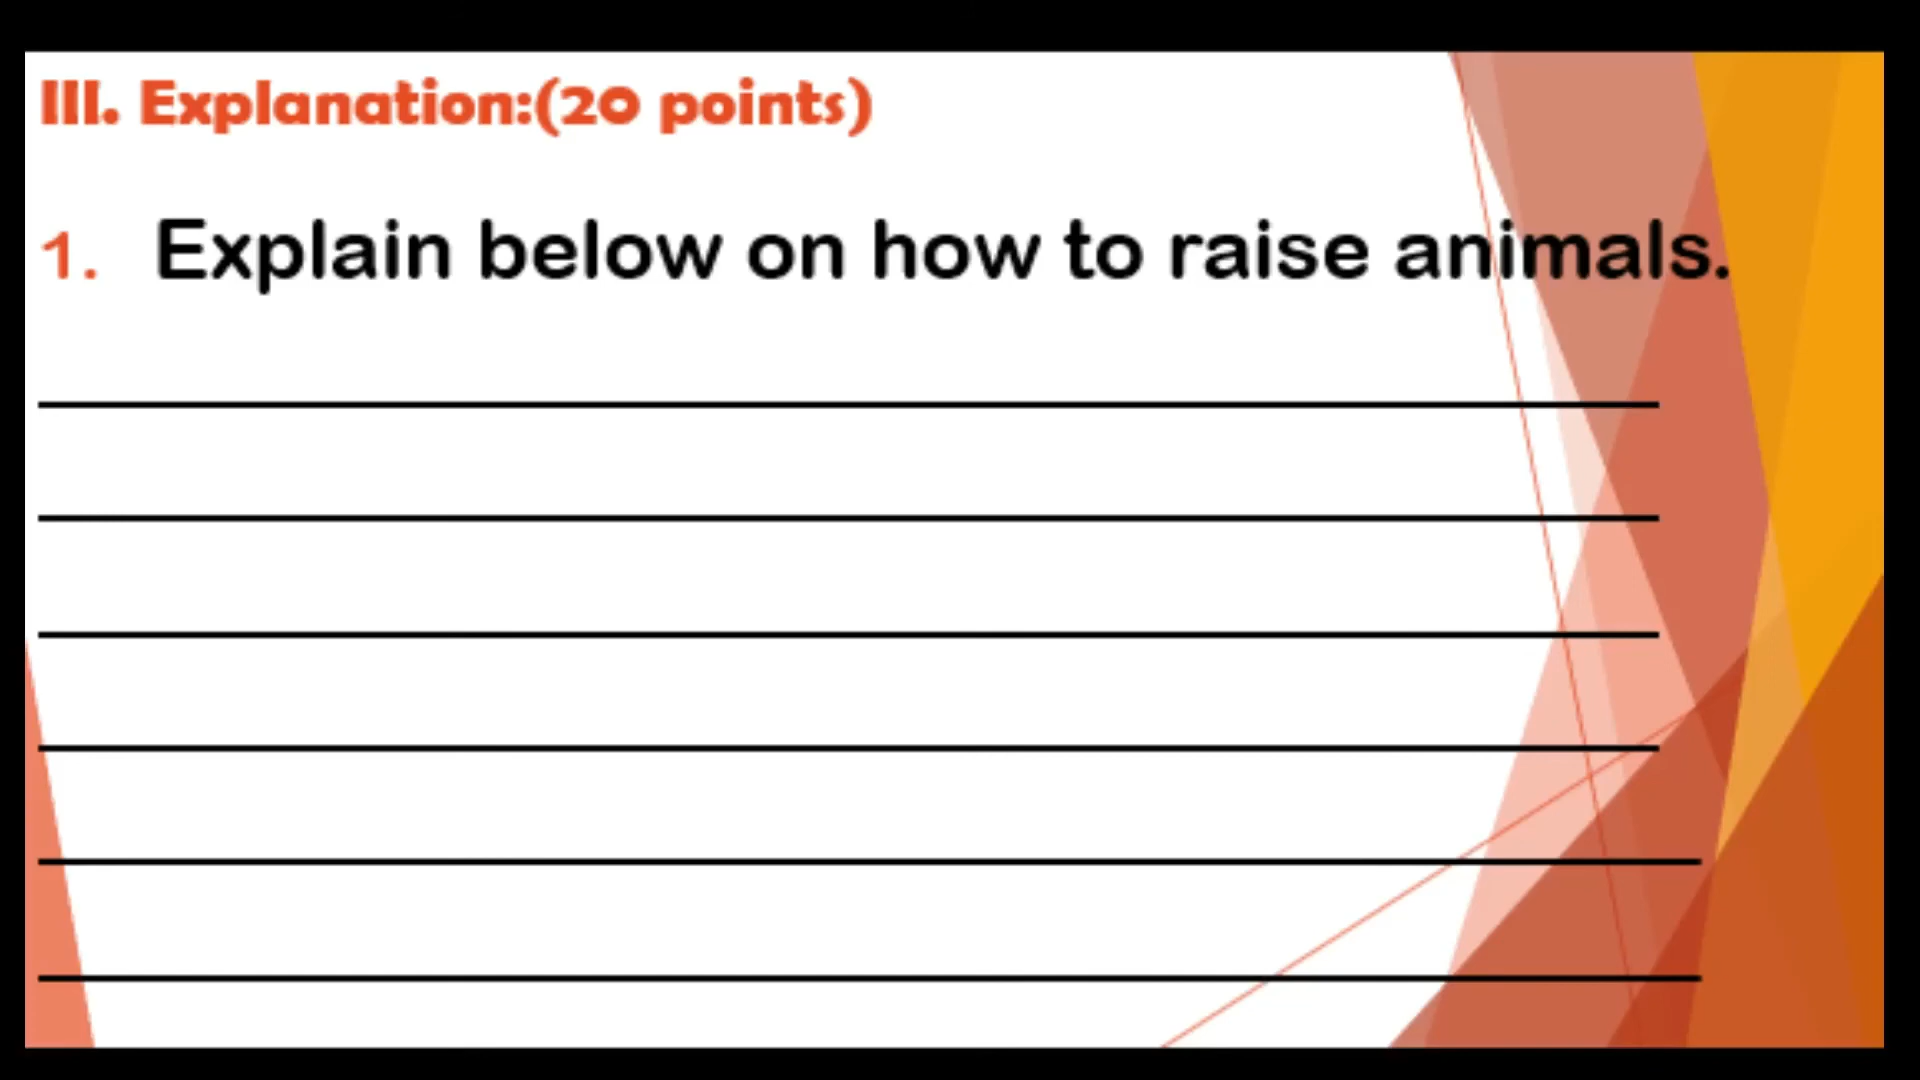 III. Explanation:(20 points)
1. Explain below on how to raise animals.